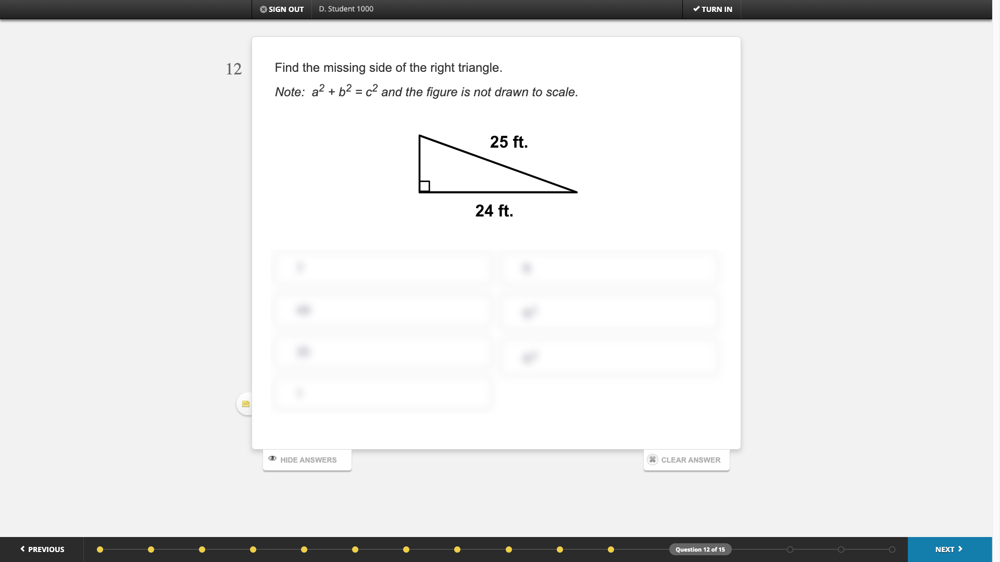 SIGN OUT
D. Student 1000
TURN IN
12
Find the missing side of the right triangle.
Note: a² + b² = c² and the figure is not drawn to scale.
25 ft.
24 ft.
HIDE ANSWERS
CLEAR ANSWER
PREVIOUS
Question 12 of 15
NEXT